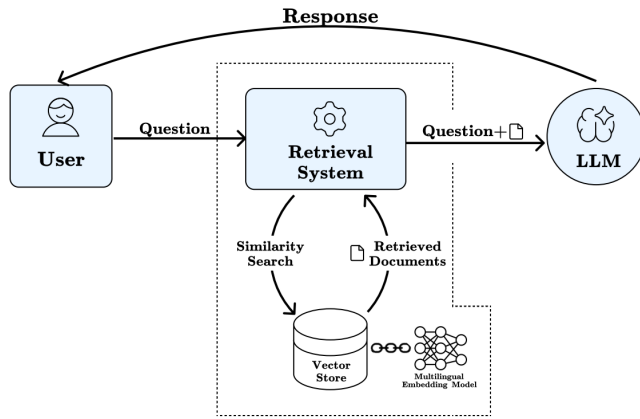 Response
User
Question
Retrieval
System
Question+
LLM
Similarity
Search
Retrieved
Documents
Vector
Store
Multilingual
Embedding Model